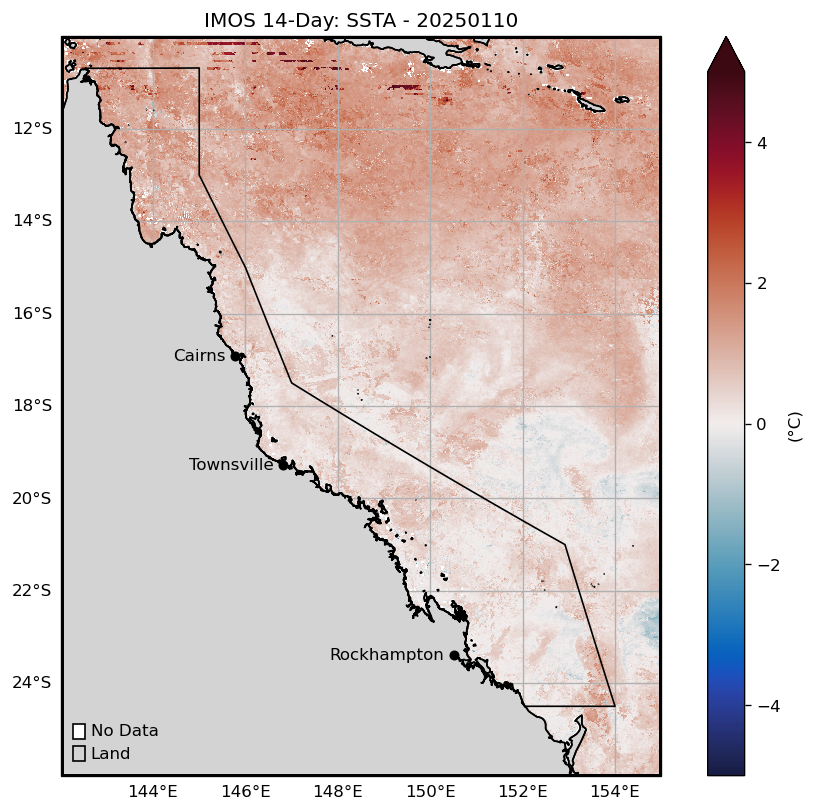 IMOS 14-Day: SSTA - 20250110
12°S
14°S
16°S
18°S
20°S
22°S
24°S
Cairns
Townsville
Rockhampton
No Data
Land
144°E 146°E 148°E 150°E 152°E 154°E
4
2
0
−2
−4
(°C)